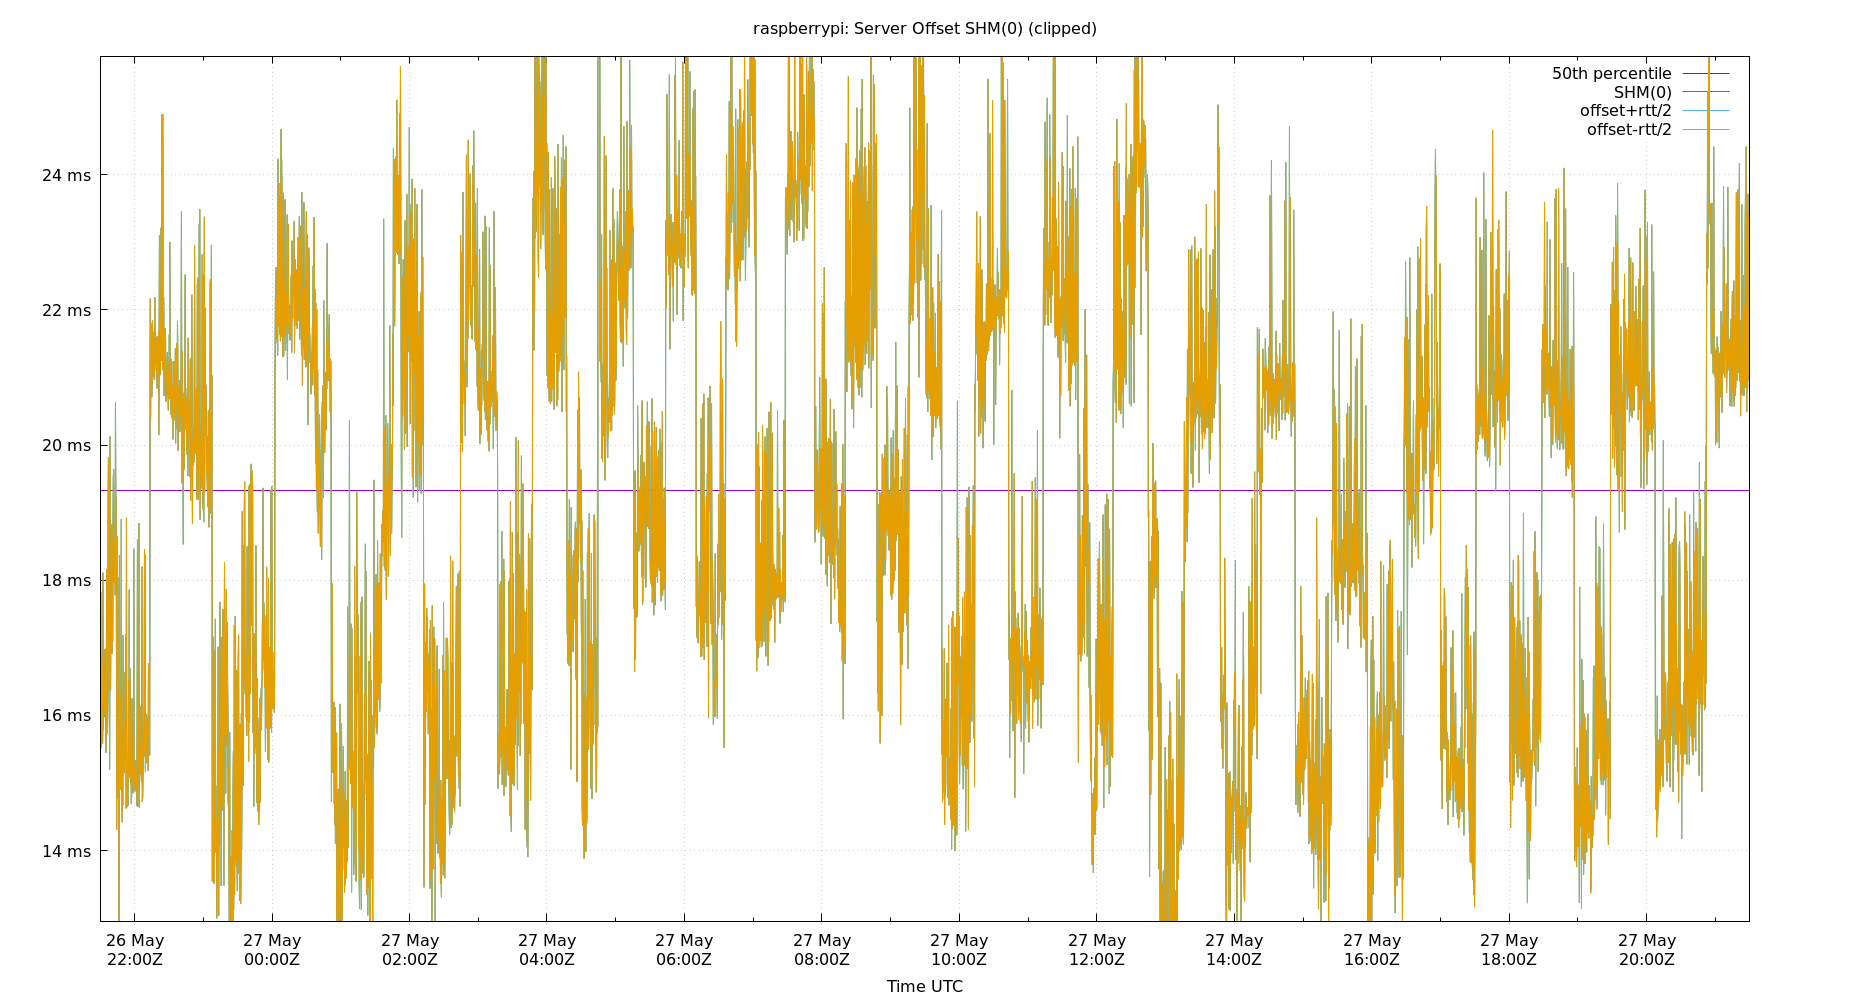 raspberrypi: Server Offset SHM(0) (clipped)
50th percentile
SHM(0)
offset+rtt/2
offset-rtt/2
24 ms
22 ms
20 ms
18 ms
16 ms
14 ms
26 May 27 May 27 May 27 May 27 May 27 May 27 May 27 May 27 May 27 May 27 May 27 May
22:00Z 00:00Z 02:00Z 04:00Z 06:00Z 08:00Z 10:00Z 12:00Z 14:00Z 16:00Z 18:00Z 20:00Z
Time UTC